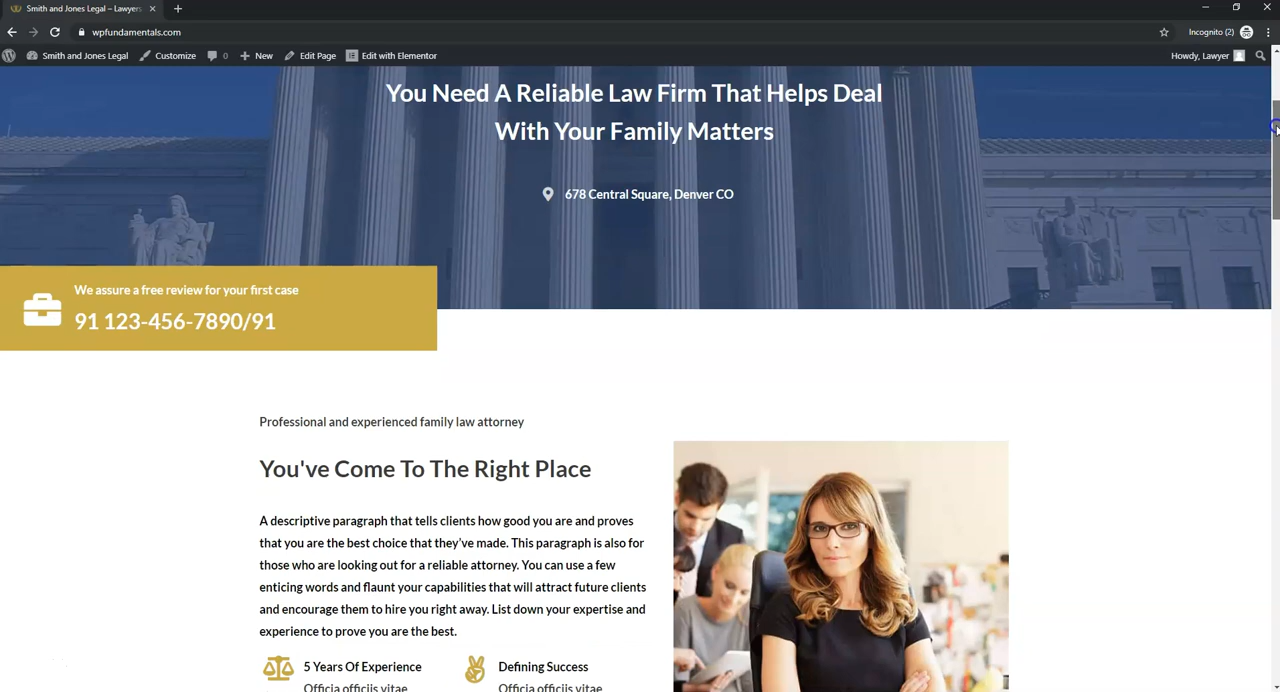 Smith and Jones Legal – Lawyers
wpfundamentals.com
Incognito (2)
Smith and Jones Legal
Customize
0
New
Edit Page
Edit with Elementor
Howdy, Lawyer
You Need A Reliable Law Firm That Helps Deal
With Your Family Matters
678 Central Square, Denver CO
We assure a free review for your first case
91 123-456-7890/91
Professional and experienced family law attorney
You've Come To The Right Place
A descriptive paragraph that tells clients how good you are and proves
that you are the best choice that they've made. This paragraph is also for
those who are looking out for a reliable attorney. You can use a few
enticing words and flaunt your capabilities that will attract future clients
and encourage them to hire you right away. List down your expertise and
experience to prove you are the best.
5 Years Of Experience
Defining Success
Officia officiis vitae
Officia officiis vitae